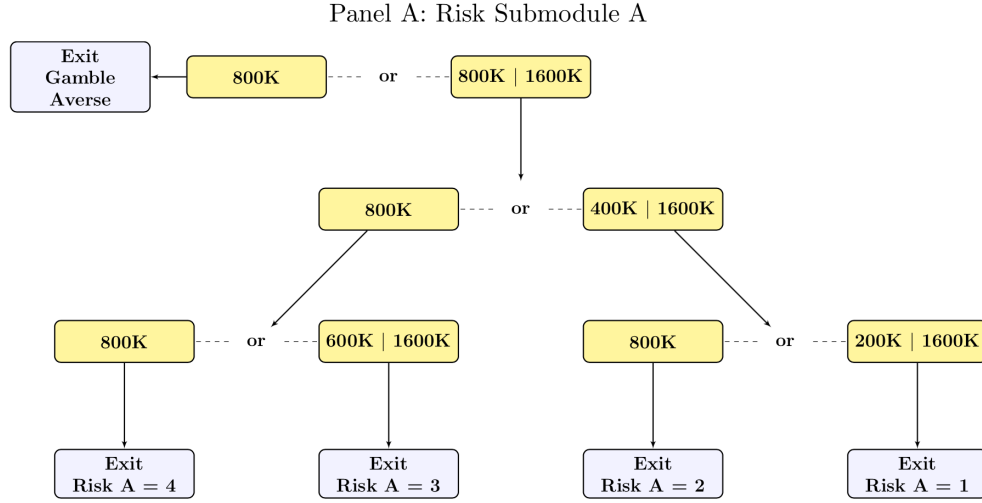 Panel A: Risk Submodule A
Exit
Gamble
Averse
800K
or
800K | 1600K
800K
or
400K | 1600K
800K
or
600K | 1600K
800K
or
200K | 1600K
Exit
Risk A = 4
Exit
Risk A = 3
Exit
Risk A = 2
Exit
Risk A = 1